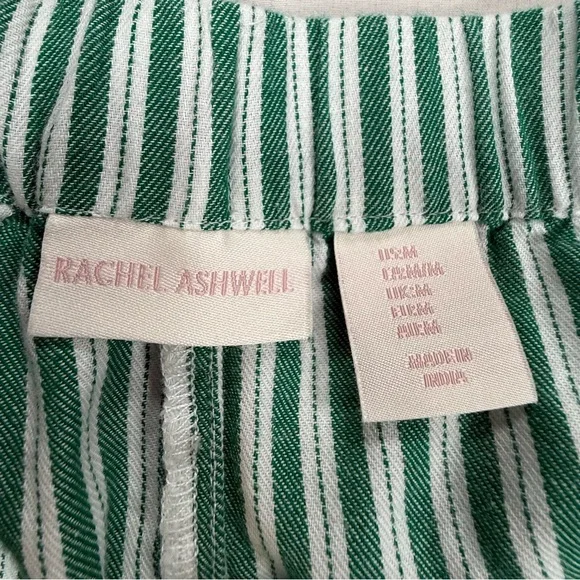 RACHEL ASHWELL
US:M
CA:M/M
UK:M
EU:M
AU:M
MADE IN
INDIA